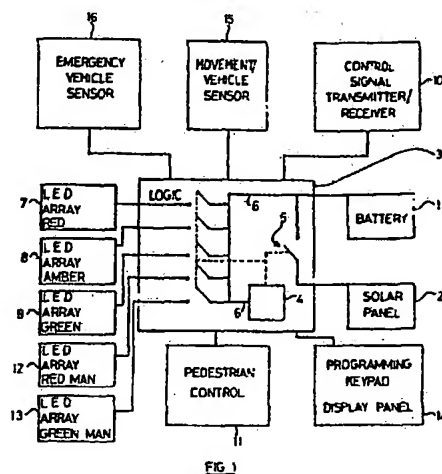 16
EMERGENCY
VEHICLE
SENSOR
15
MOVEMENT/
VEHICLE
SENSOR
CONTROL
SIGNAL
TRANSMITTER/
RECEIVER
10
3
7
LED
ARRAY
RED
LOGIC
6
5
BATTERY
1
8
LED
ARRAY
AMBER
9
LED
ARRAY
GREEN
6
4
SOLAR
PANEL
2
12
LED
ARRAY
RED MAN
13
LED
ARRAY
GREEN MAN
PEDESTRIAN
CONTROL
11
PROGRAMMING
KEYPAD
DISPLAY PANEL
14
FIG 1